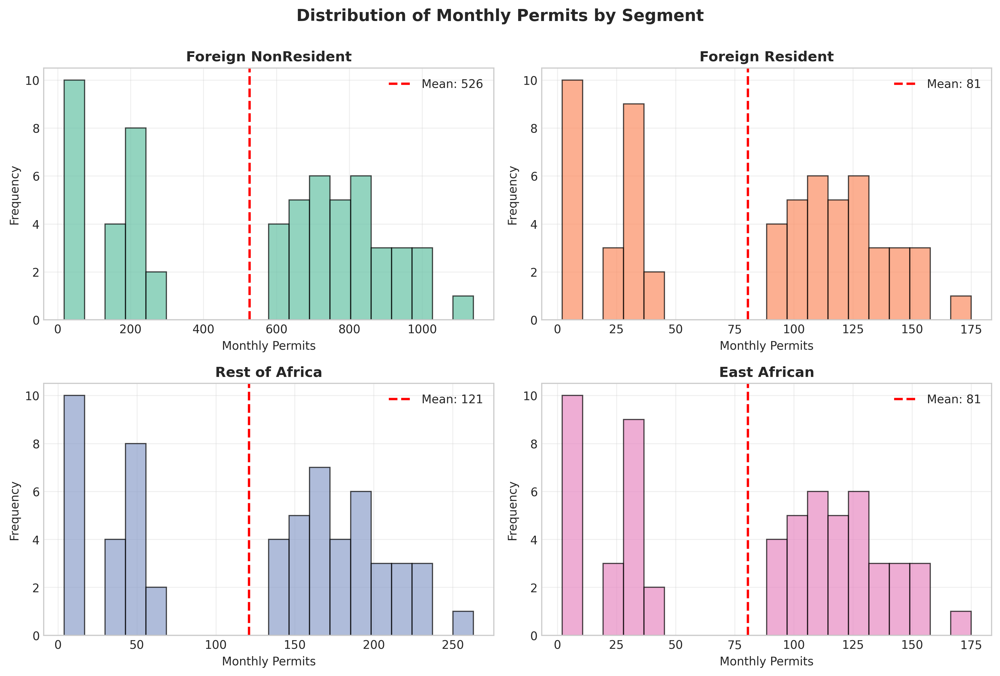 Distribution of Monthly Permits by Segment
Foreign NonResident
Mean: 526
Frequency
10
8
6
4
2
0
0 200 400 600 800 1000
Monthly Permits
Foreign Resident
Mean: 81
Frequency
10
8
6
4
2
0
0 25 50 75 100 125 150 175
Monthly Permits
Rest of Africa
Mean: 121
Frequency
10
8
6
4
2
0
0 50 100 150 200 250
Monthly Permits
East African
Mean: 81
Frequency
10
8
6
4
2
0
0 25 50 75 100 125 150 175
Monthly Permits